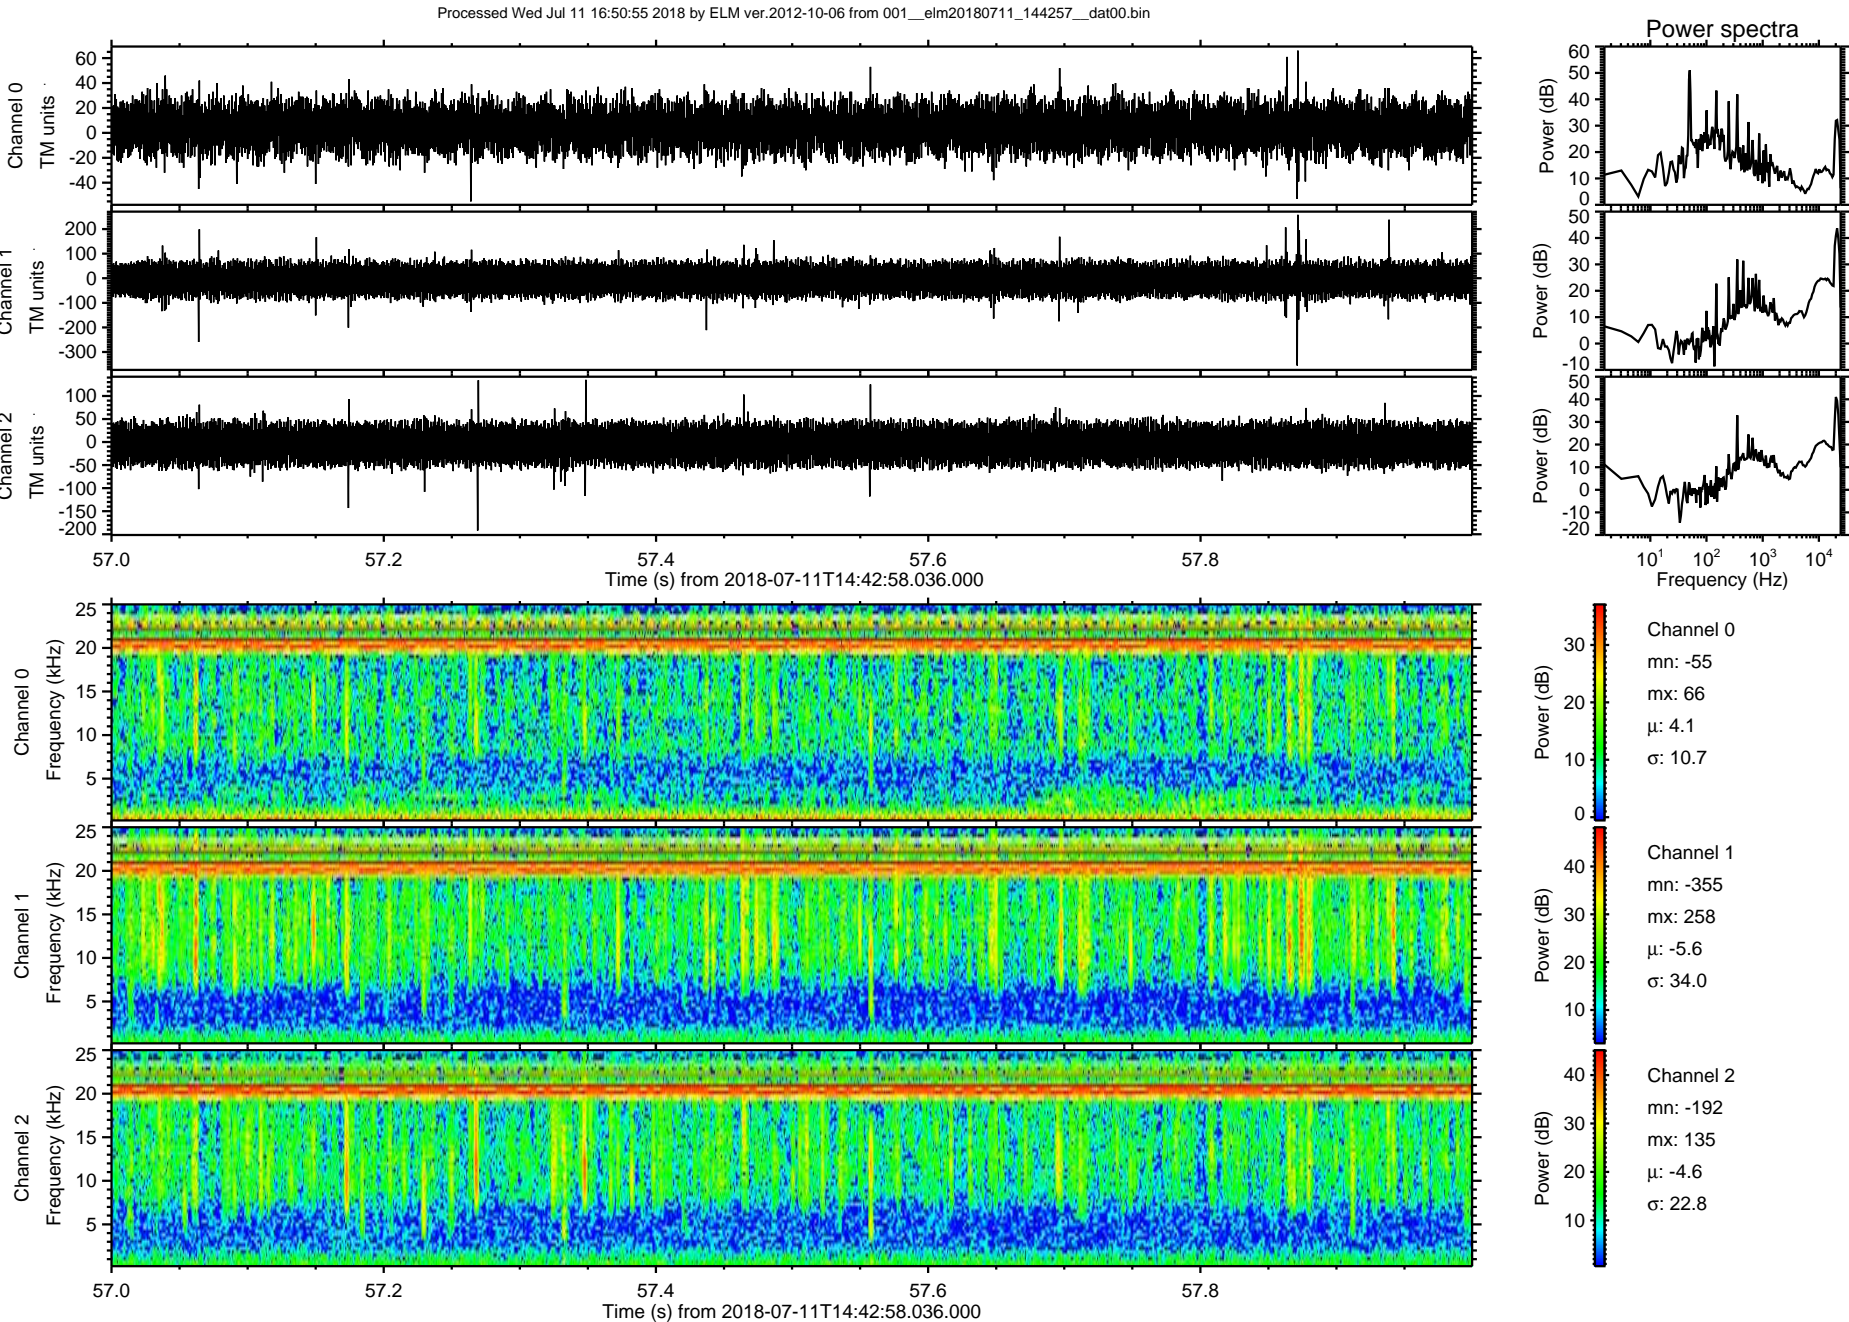 Processed Wed Jul 11 16:50:55 2018 by ELM ver.2012-10-06 from 001__elm20180711_144257__dat00.bin
Power spectra
Channel 0
TM units
60
40
20
0
-20
-40
Power (dB)
60
50
40
30
20
10
0
Channel 1
TM units
200
100
0
-100
-200
-300
Power (dB)
50
40
30
20
10
0
-10
Channel 2
TM units
100
50
0
-50
-100
-150
-200
Power (dB)
50
40
30
20
10
0
-10
-20
57.0 57.2 57.4 57.6 57.8
Time (s) from 2018-07-11T14:42:58.036.000
10¹ 10² 10³ 10⁴
Frequency (Hz)
Channel 0
Frequency (kHz)
25
20
15
10
5
Power (dB)
30
20
10
0
Channel 0
mn: -55
mx: 66
μ: 4.1
σ: 10.7
Channel 1
Frequency (kHz)
25
20
15
10
5
Power (dB)
40
30
20
10
Channel 1
mn: -355
mx: 258
μ: -5.6
σ: 34.0
Channel 2
Frequency (kHz)
25
20
15
10
5
Power (dB)
40
30
20
10
Channel 2
mn: -192
mx: 135
μ: -4.6
σ: 22.8
57.0 57.2 57.4 57.6 57.8
Time (s) from 2018-07-11T14:42:58.036.000